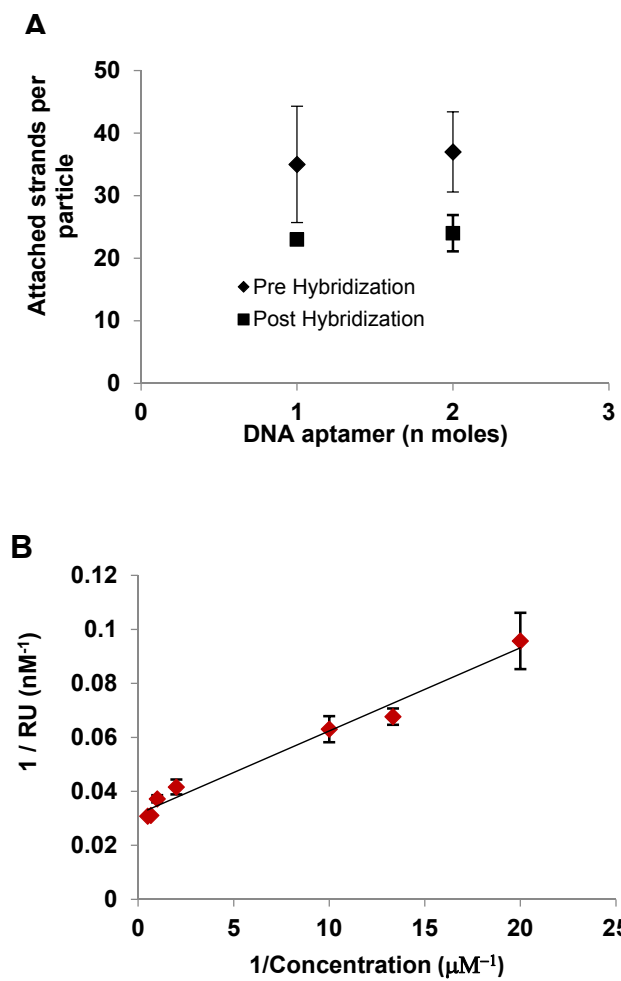 A
Attached strands per
particle
50
40
30
20
10
0
◆ Pre Hybridization
■ Post Hybridization
0 1 2 3
DNA aptamer (n moles)
B
1 / RU (nM⁻¹)
0.12
0.1
0.08
0.06
0.04
0.02
0
0 5 10 15 20 25
1/Concentration (μM⁻¹)